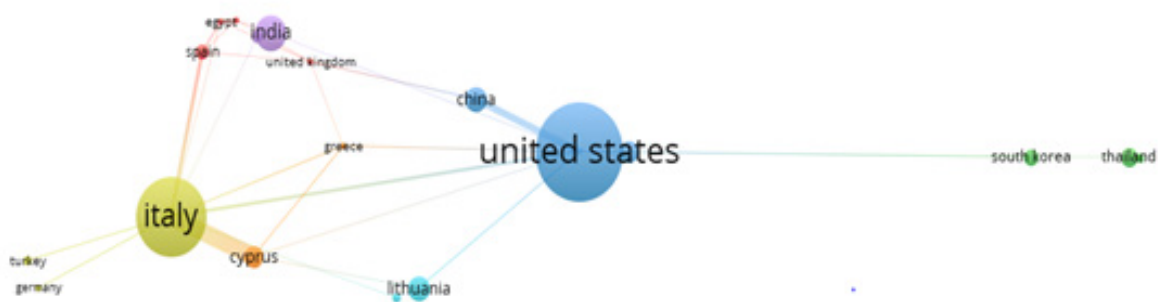 egypt
india
spain
united kingdom
china
greece
united states
south korea
thailand
italy
cyprus
turkey
germany
lithuania